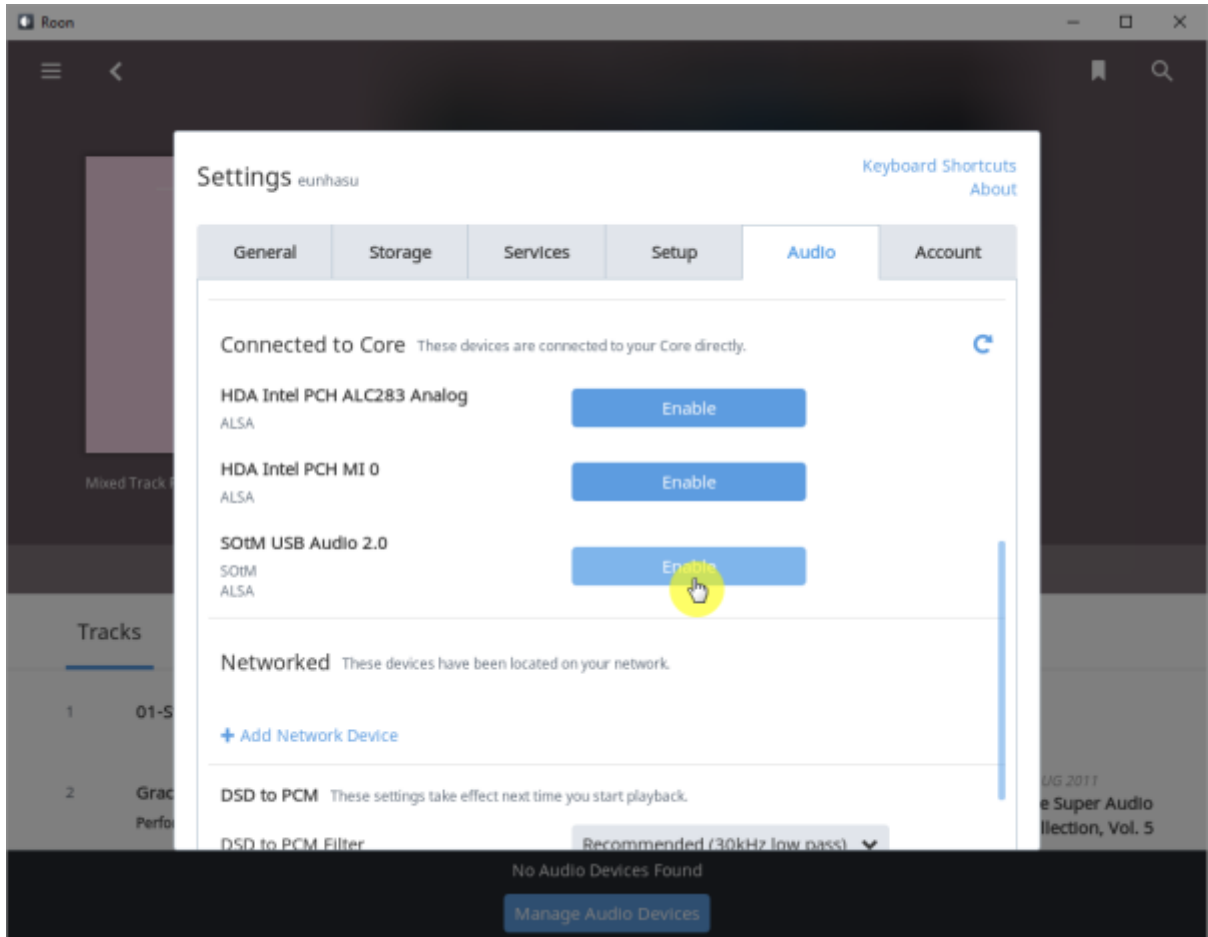 Roon
Settings eunhasu
Keyboard Shortcuts
About
General Storage Services Setup Audio Account
Connected to Core These devices are connected to your Core directly.
HDA Intel PCH ALC283 Analog
ALSA
Enable
HDA Intel PCH MI 0
ALSA
Enable
SOtM USB Audio 2.0
SOtM
ALSA
Enable
Networked These devices have been located on your network.
+ Add Network Device
DSD to PCM These settings take effect next time you start playback.
DSD to PCM Filter
Recommended (30kHz low pass)
Mixed Track
Tracks
1 01-S
2 Grac
Perfo
UG 2011
e Super Audio
llection, Vol. 5
No Audio Devices Found
Manage Audio Devices